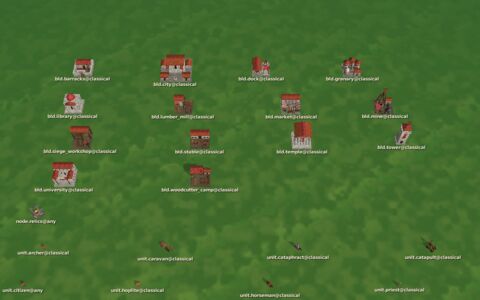 bld.barracks@classical
bld.city@classical
bld.dock@classical
bld.granary@classical
bld.library@classical
bld.lumber_mill@classical
bld.market@classical
bld.mine@classical
bld.siege_workshop@classical
bld.stable@classical
bld.temple@classical
bld.tower@classical
bld.university@classical
bld.woodcutter_camp@classical
node.relics@any
unit.archer@classical
unit.caravan@classical
unit.cataphract@classical
unit.catapult@classical
unit.citizen@any
unit.hoplite@classical
unit.horseman@classical
unit.priest@classical